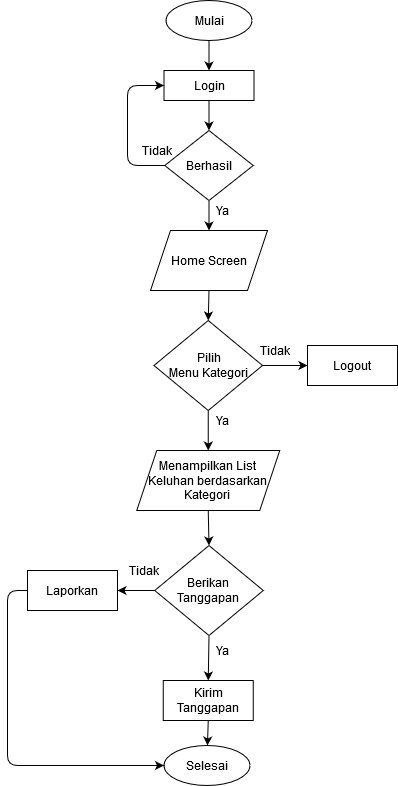 Mulai
Login
Tidak
Berhasil
Ya
Home Screen
Pilih
Menu Kategori
Tidak
Logout
Ya
Menampilkan List
Keluhan berdasarkan
Kategori
Berikan
Tanggapan
Tidak
Laporkan
Ya
Kirim
Tanggapan
Selesai